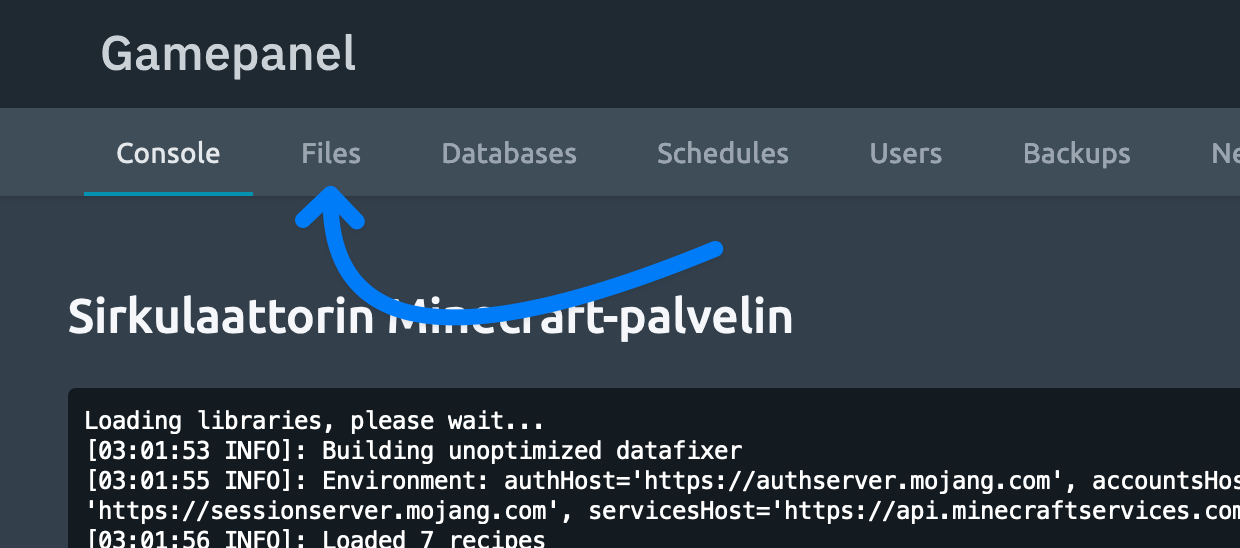 Gamepanel
Console Files Databases Schedules Users Backups
Sirkulaattorin Minecraft-palvelin
Loading libraries, please wait...
[03:01:53 INFO]: Building unoptimized datafixer
[03:01:55 INFO]: Environment: authHost='https://authserver.mojang.com', accountsHos
'https://sessionserver.mojang.com', servicesHost='https://api.minecraftservices.com
[03:01:56 INFO]: Loaded 7 recipes